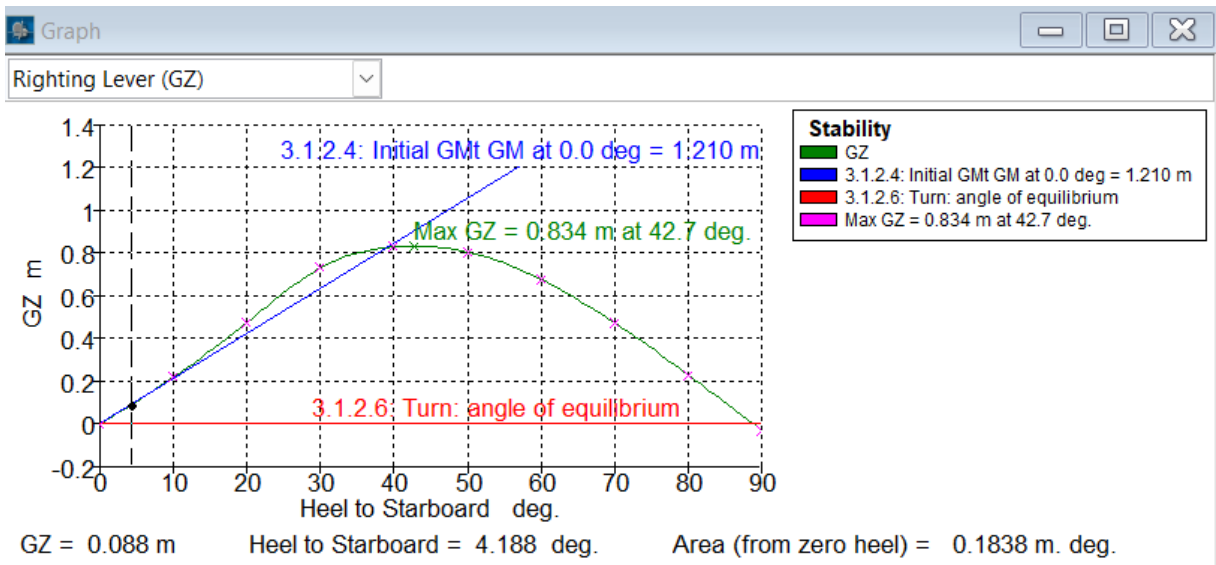 Graph
Righting Lever (GZ)
1.4
1.2
1
0.8
0.6
0.4
0.2
0
-0.2
GZ m
3.1.2.4: Initial GMt GM at 0.0 deg = 1.210 m
Max GZ = 0.834 m at 42.7 deg.
3.1.2.6: Turn: angle of equilibrium
0 10 20 30 40 50 60 70 80 90
Heel to Starboard deg.
Stability
GZ
3.1.2.4: Initial GMt GM at 0.0 deg = 1.210 m
3.1.2.6: Turn: angle of equilibrium
Max GZ = 0.834 m at 42.7 deg.
GZ = 0.088 m Heel to Starboard = 4.188 deg. Area (from zero heel) = 0.1838 m. deg.